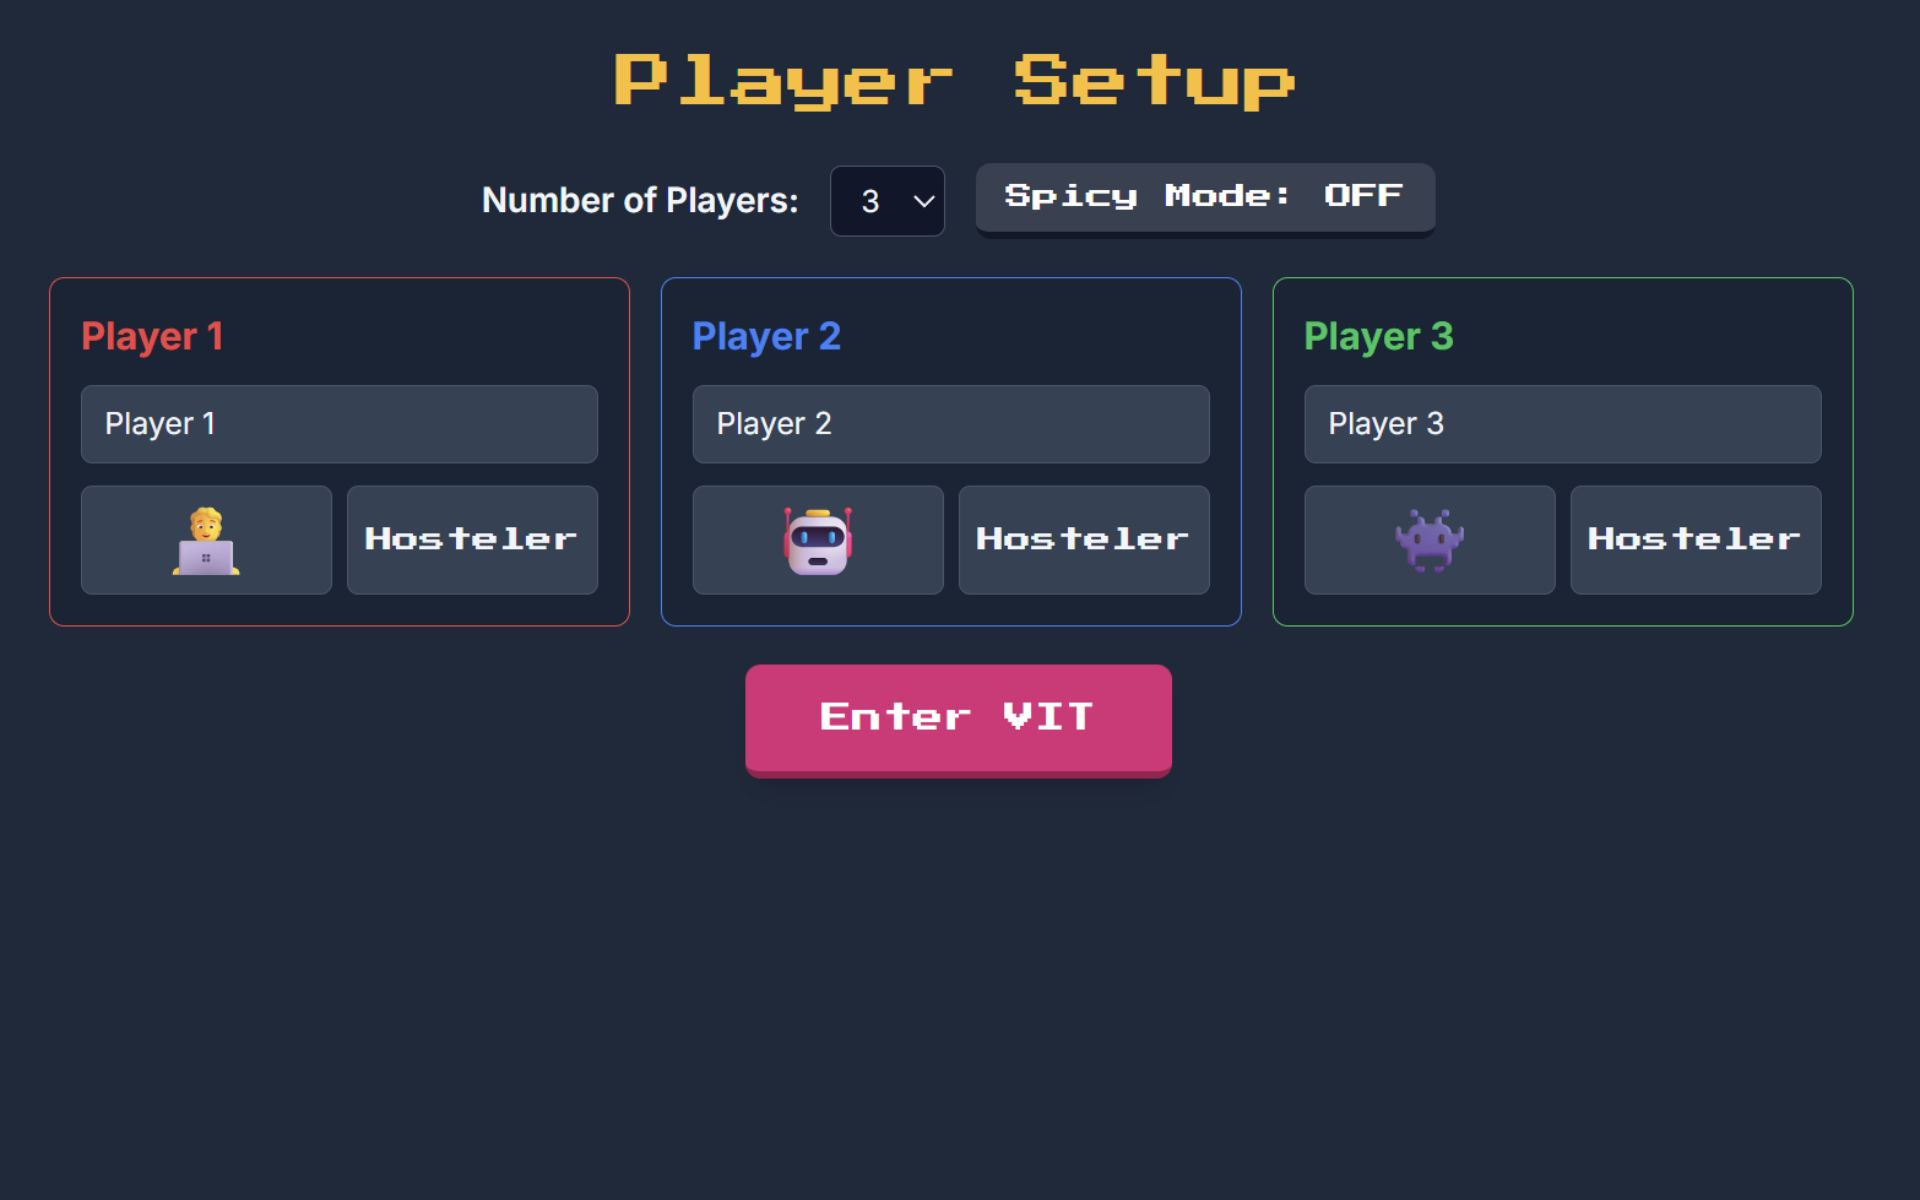 Player Setup
Number of Players: 3 Spicy Mode: OFF
Player 1 Player 2 Player 3
Player 1 Player 2 Player 3
Hosteler Hosteler Hosteler
Enter VIT